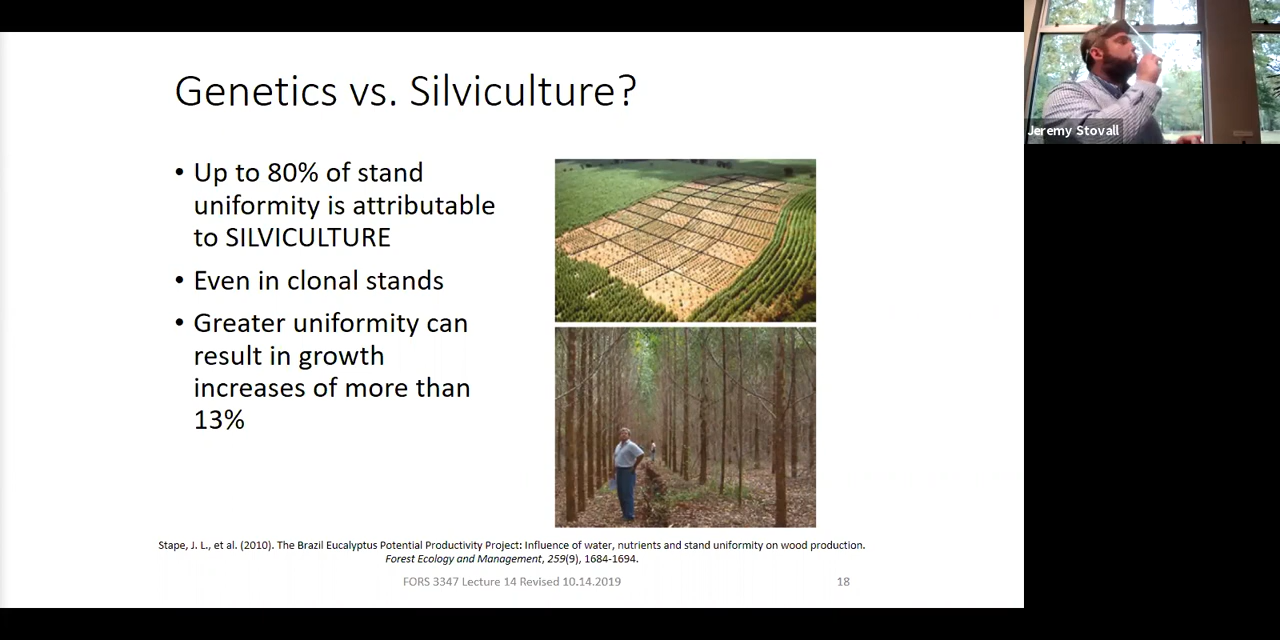 Genetics vs. Silviculture?
• Up to 80% of stand
uniformity is attributable
to SILVICULTURE
• Even in clonal stands
• Greater uniformity can
result in growth
increases of more than
13%
Stape, J. L., et al. (2010). The Brazil Eucalyptus Potential Productivity Project: Influence of water, nutrients and stand uniformity on wood production.
Forest Ecology and Management, 259(9), 1684-1694.
FORS 3347 Lecture 14 Revised 10.14.2019
18
Jeremy Stovall